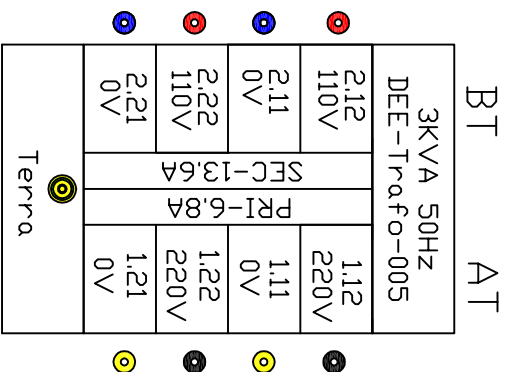 BT AT
3KVA 50Hz
DEE-Trafo-005
2.12
110V
2.11
0V
2.22
110V
2.21
0V
SEC-13.6A
PRI-6.8A
1.12
220V
1.11
0V
1.22
220V
1.21
0V
Terra